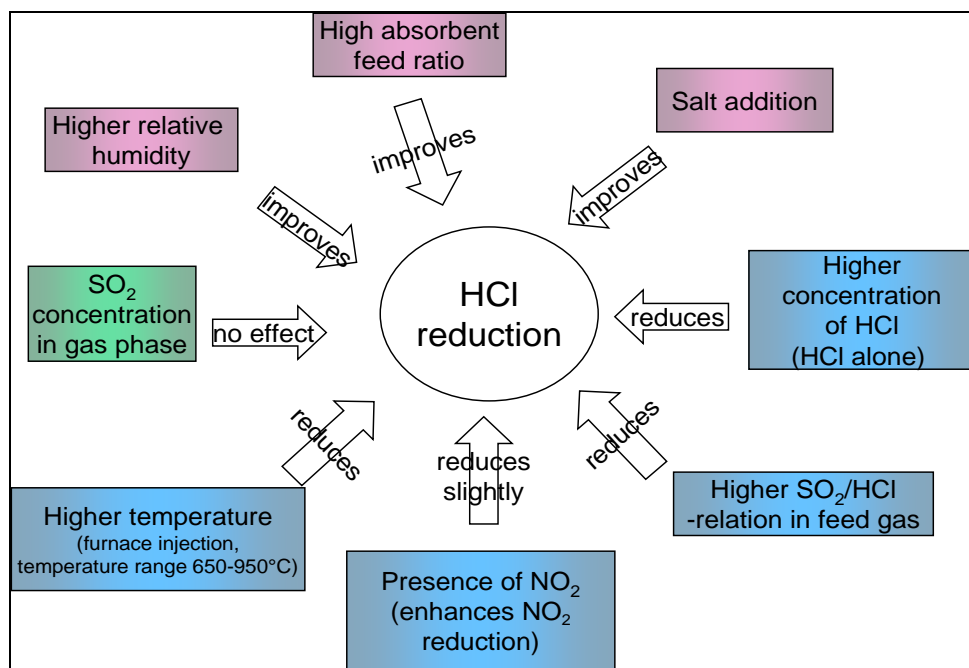 High absorbent
feed ratio
Salt addition
Higher relative
humidity
improves
improves
improves
SO₂
concentration
in gas phase
no effect
HCl
reduction
reduces
Higher
concentration
of HCl
(HCl alone)
reduces
reduces
slightly
reduces
Higher temperature
(furnace injection,
temperature range 650-950°C)
Higher SO₂/HCl
-relation in feed gas
Presence of NO₂
(enhances NO₂
reduction)